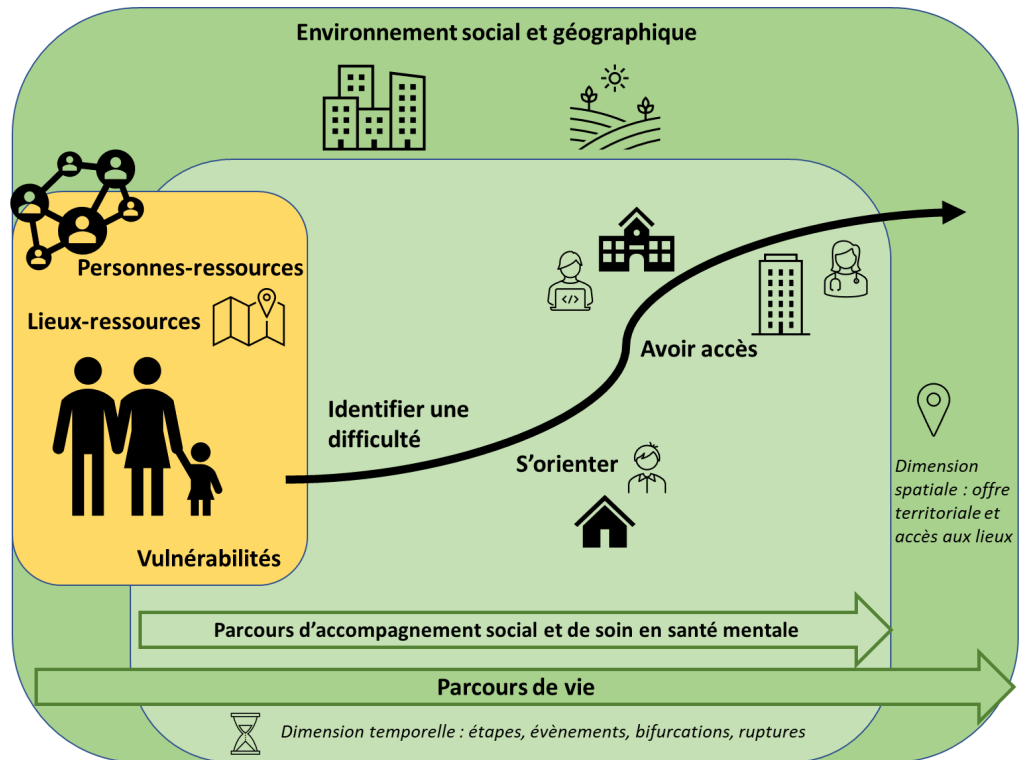 Environnement social et géographique
Personnes-ressources
Lieux-ressources
Vulnérabilités
Identifier une
difficulté
S'orienter
Avoir accès
Dimension
spatiale : offre
territoriale et
accès aux lieux
Parcours d'accompagnement social et de soin en santé mentale
Parcours de vie
Dimension temporelle : étapes, évènements, bifurcations, ruptures